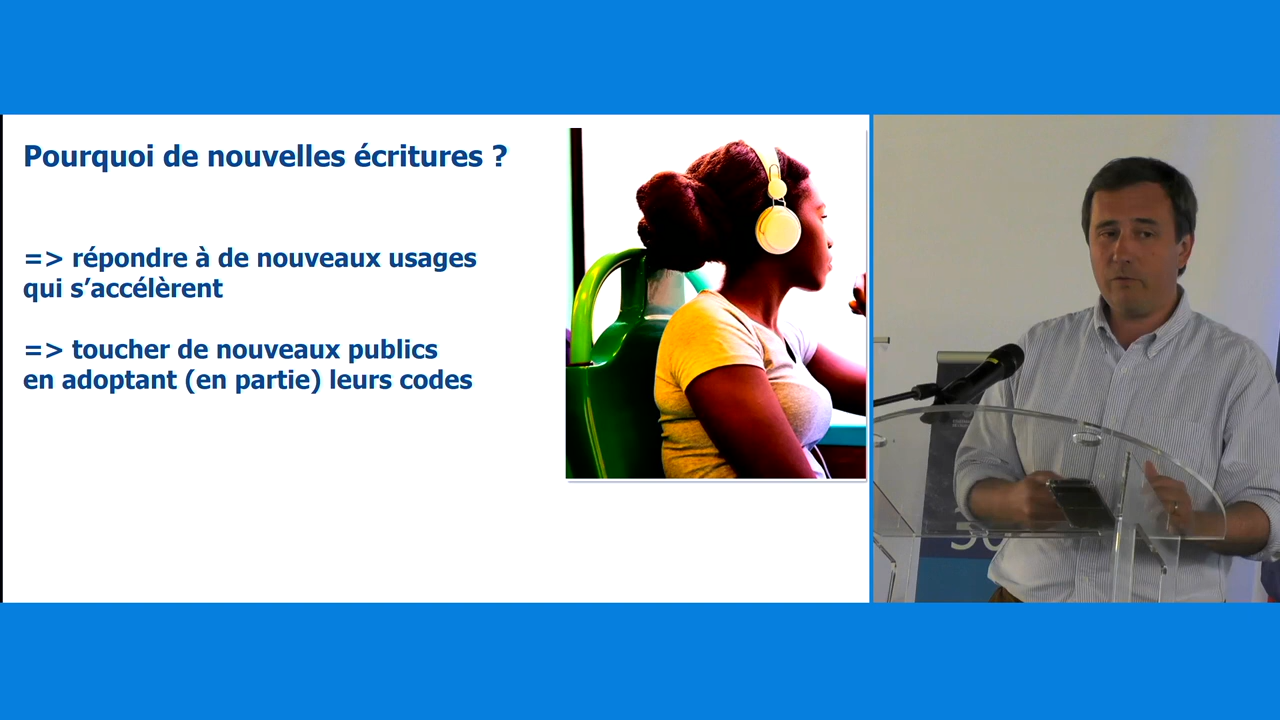 Pourquoi de nouvelles écritures ?
=> répondre à de nouveaux usages
qui s’accélèrent
=> toucher de nouveaux publics
en adoptant (en partie) leurs codes